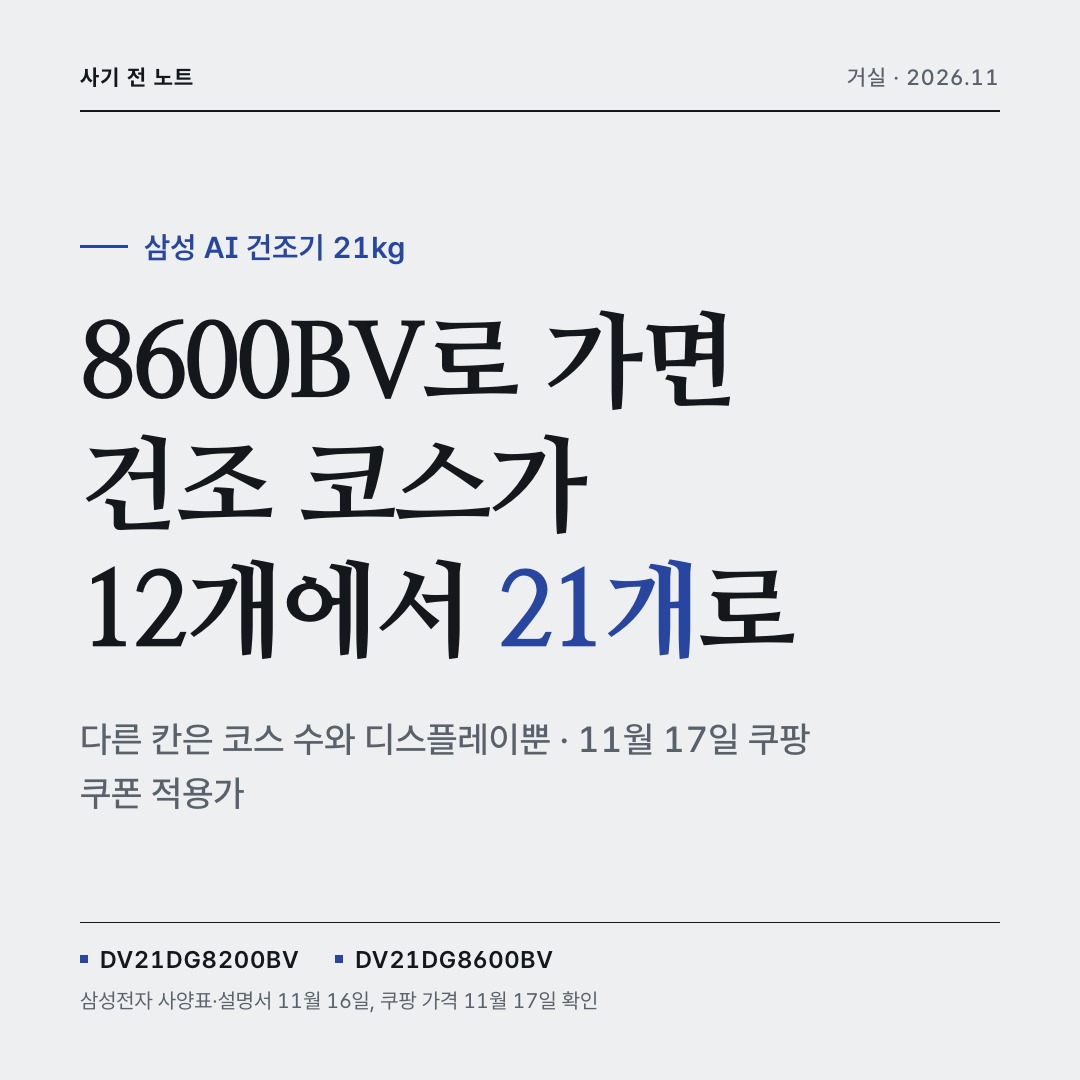 사기 전 노트
거실 · 2026.11
삼성 AI 건조기 21kg
8600BV로 가면
건조 코스가
12개에서 21개로
다른 칸은 코스 수와 디스플레이뿐 · 11월 17일 쿠팡
쿠폰 적용가
DV21DG8200BV DV21DG8600BV
삼성전자 사양표·설명서 11월 16일, 쿠팡 가격 11월 17일 확인